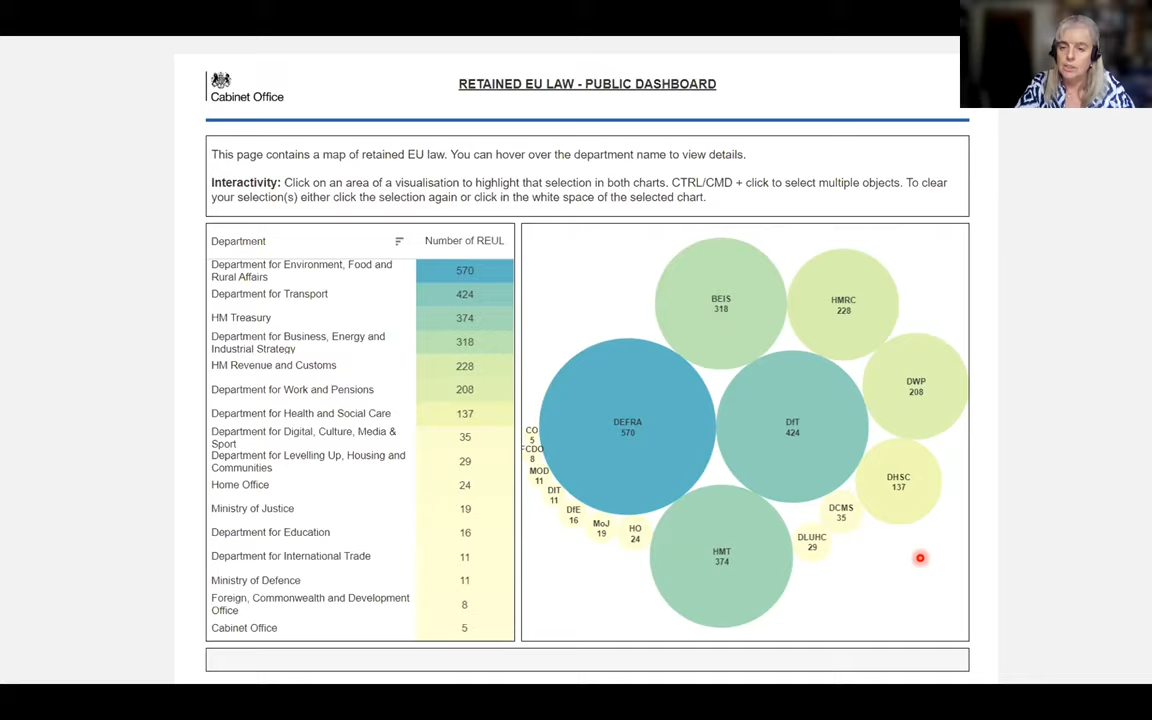 Cabinet Office
RETAINED EU LAW - PUBLIC DASHBOARD
This page contains a map of retained EU law. You can hover over the department name to view details.
Interactivity: Click on an area of a visualisation to highlight that selection in both charts. CTRL/CMD + click to select multiple objects. To clear
your selection(s) either click the selection again or click in the white space of the selected chart.
Department Number of REUL
Department for Environment, Food and
Rural Affairs 570
Department for Transport 424
HM Treasury 374
Department for Business, Energy and
Industrial Strategy 318
HM Revenue and Customs 228
Department for Work and Pensions 208
Department for Health and Social Care 137
Department for Digital, Culture, Media &
Sport 35
Department for Levelling Up, Housing and
Communities 29
Home Office 24
Ministry of Justice 19
Department of Education 16
Department for International Trade 11
Ministry of Defence 11
Foreign, Commonwealth and Development
Office 8
Cabinet Office 5
BEIS
318
HMRC
228
DWP
208
DEFRA
570
DfT
424
CO
5
FCDO
8
MOD
11
DIT
11
DfE
16
MoJ
19
HO
24
HMT
374
DLUHC
29
DCMS
35
DHSC
137